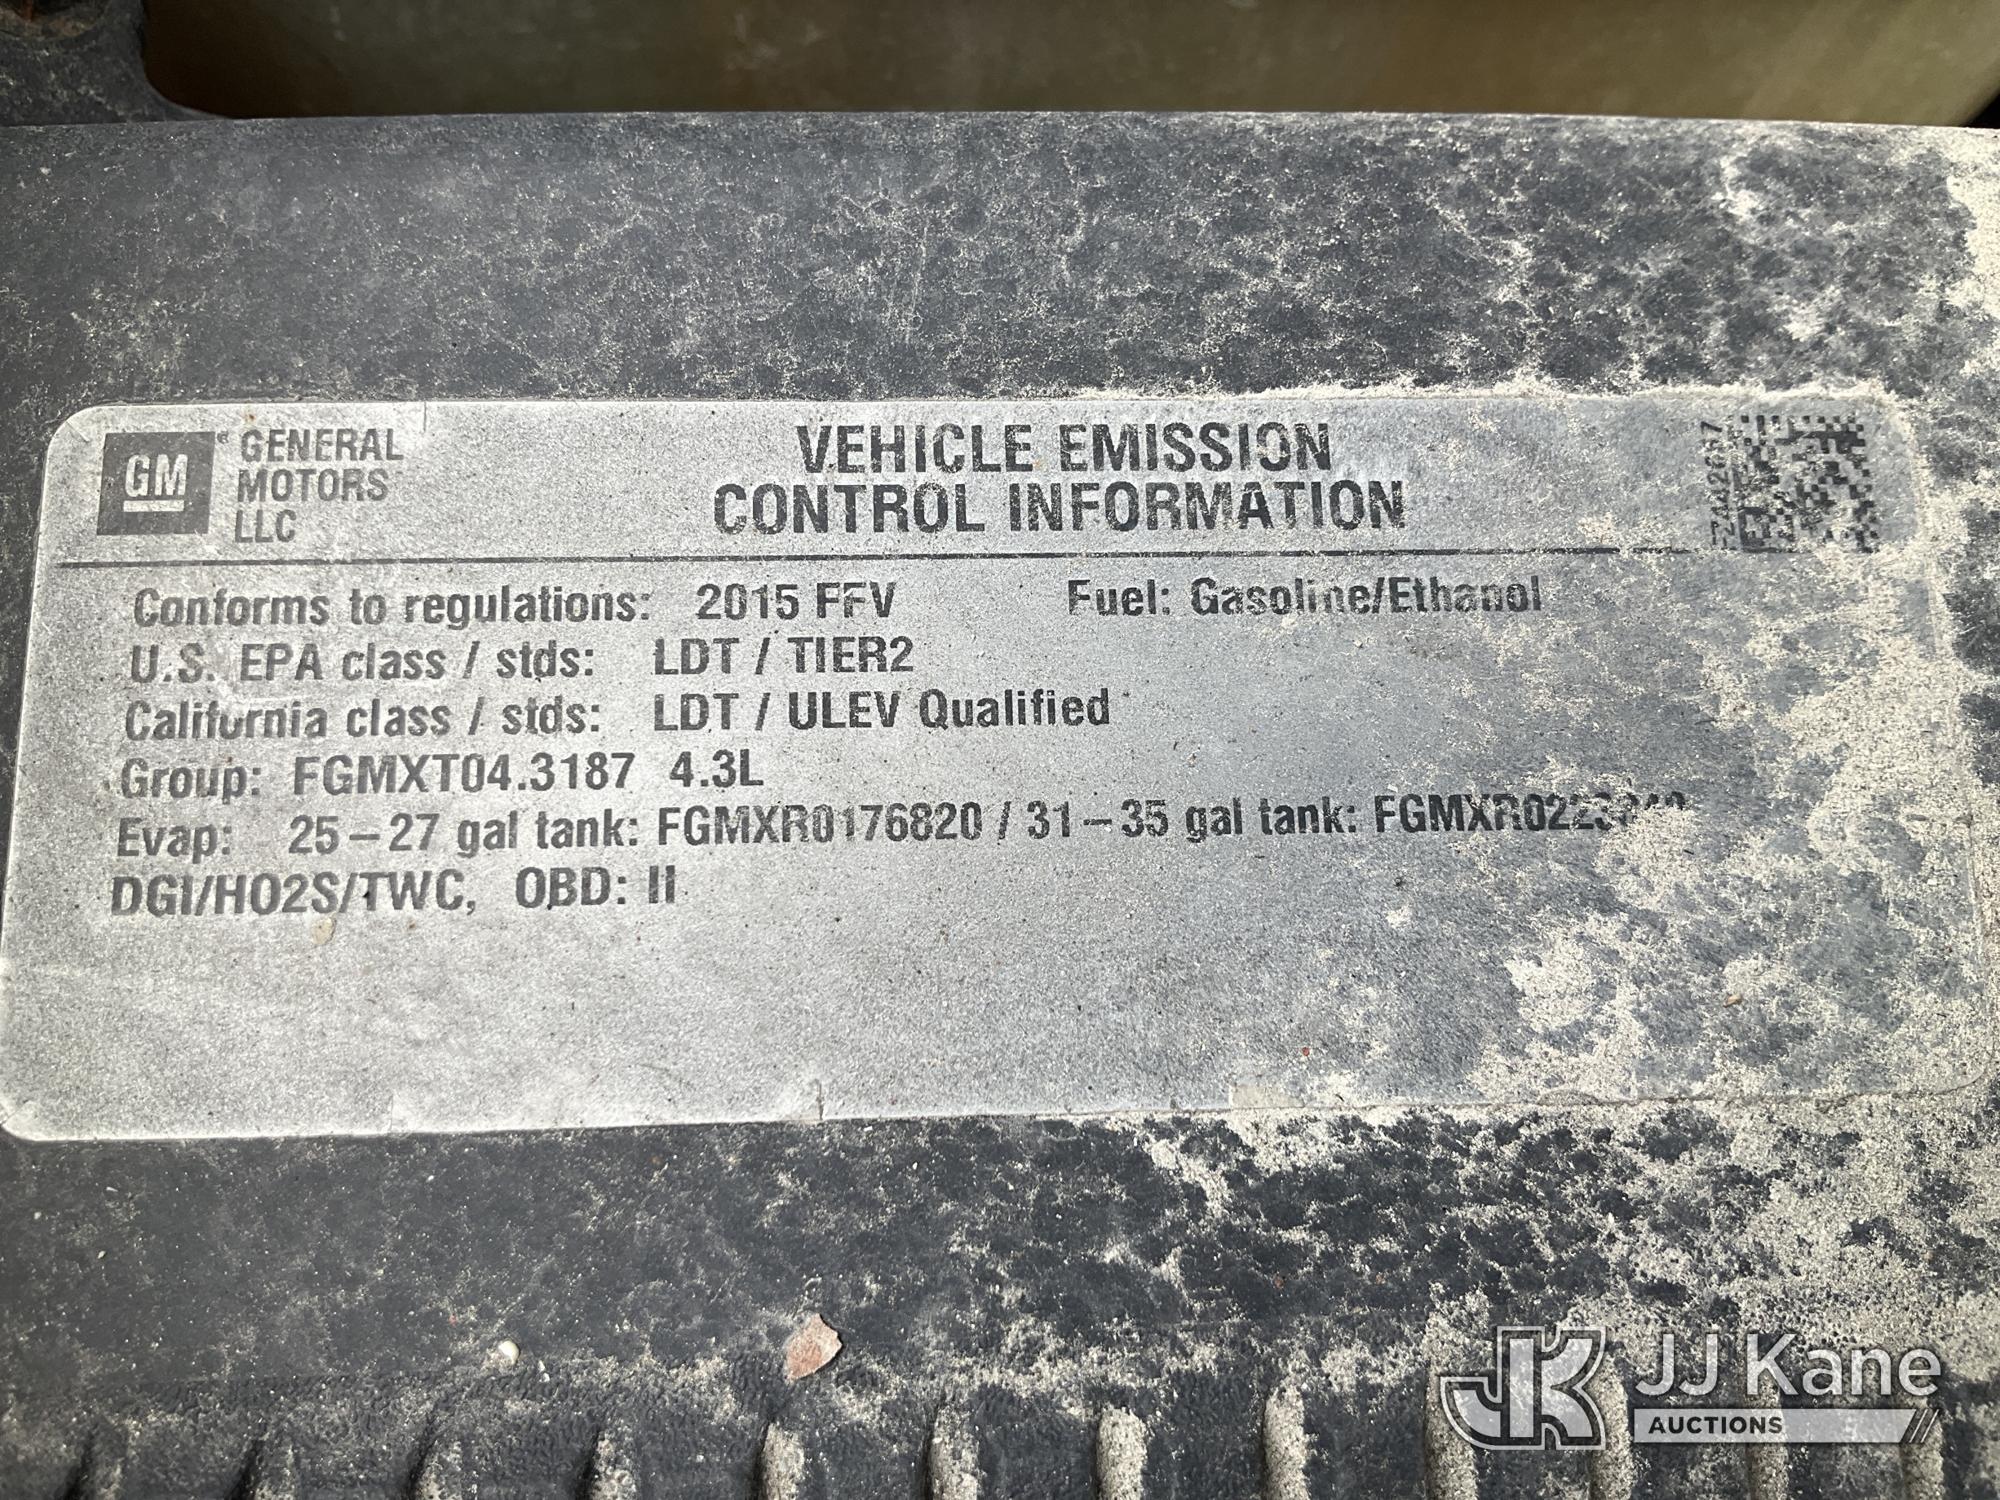 GM
GENERAL
MOTORS
LLC
VEHICLE EMISSION
CONTROL INFORMATION
Conforms to regulations: 2015 FFV Fuel: Gasoline/Ethanol
U.S. EPA class / stds: LDT / TIER2
California class / stds: LDT / ULEV Qualified
Group: FGMXT04.3187 4.3L
Evap: 25–27 gal tank: FGMXR0176820 / 31–35 gal tank:
DGI/HO2S/TWC, OBD: II
JK JJ Kane
AUCTIONS